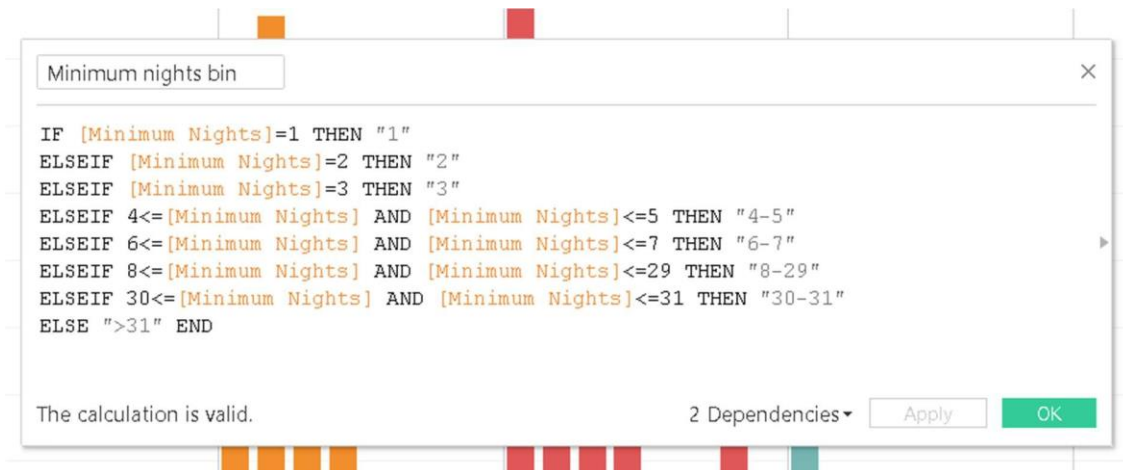 Minimum nights bin
IF [Minimum Nights]=1 THEN "1"
ELSEIF [Minimum Nights]=2 THEN "2"
ELSEIF [Minimum Nights]=3 THEN "3"
ELSEIF 4<=[Minimum Nights] AND [Minimum Nights]<=5 THEN "4-5"
ELSEIF 6<=[Minimum Nights] AND [Minimum Nights]<=7 THEN "6-7"
ELSEIF 8<=[Minimum Nights] AND [Minimum Nights]<=29 THEN "8-29"
ELSEIF 30<=[Minimum Nights] AND [Minimum Nights]<=31 THEN "30-31"
ELSE ">31" END
The calculation is valid. 2 Dependencies Apply OK